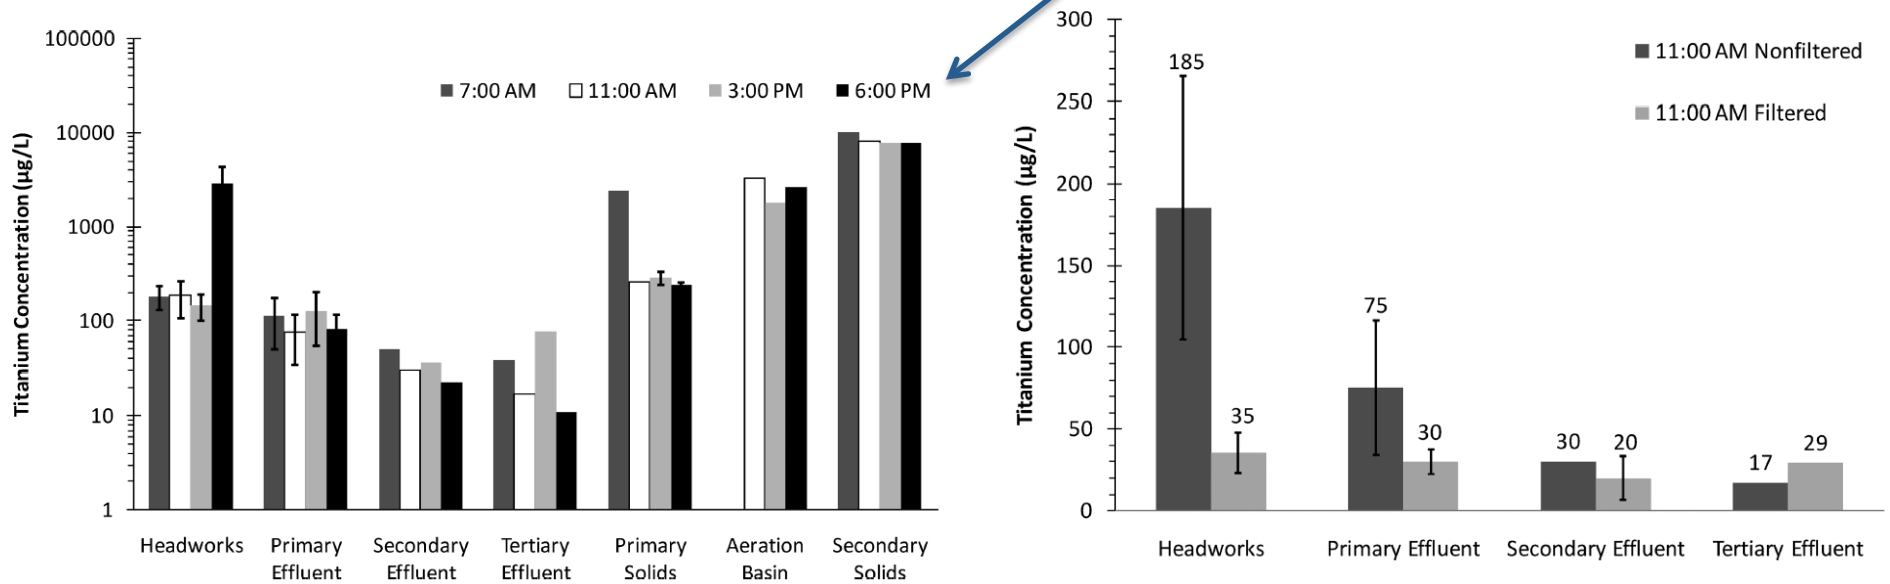 100000
10000
1000
100
10
1
Titanium Concentration (µg/L)
7:00 AM 11:00 AM 3:00 PM 6:00 PM
Headworks
Primary
Effluent
Secondary
Effluent
Tertiary
Effluent
Primary
Solids
Aeration
Basin
Secondary
Solids
300
250
200
150
100
50
0
Titanium Concentration (µg/L)
11:00 AM Nonfiltered
11:00 AM Filtered
185
35
75
30
30
20
17
29
Headworks
Primary Effluent
Secondary Effluent
Tertiary Effluent